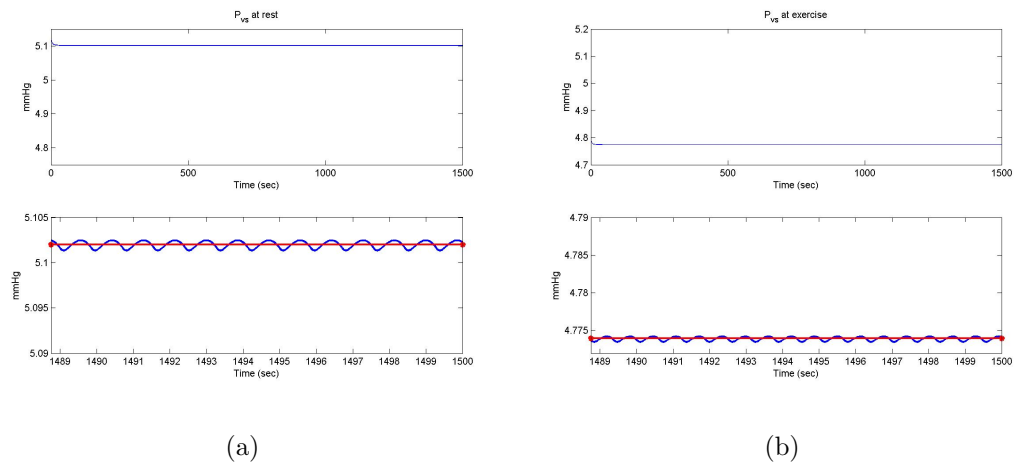 P_vs at rest
5.1
5
4.9
4.8
mmHg
0 500 1000 1500
Time (sec)
5.105
5.1
5.095
5.09
mmHg
1489 1490 1491 1492 1493 1494 1495 1496 1497 1498 1499 1500
Time (sec)
(a)
P_vs at exercise
5.2
5.1
5
4.9
4.8
4.7
mmHg
0 500 1000 1500
Time (sec)
4.79
4.785
4.78
4.775
mmHg
1489 1490 1491 1492 1493 1494 1495 1496 1497 1498 1499 1500
Time (sec)
(b)